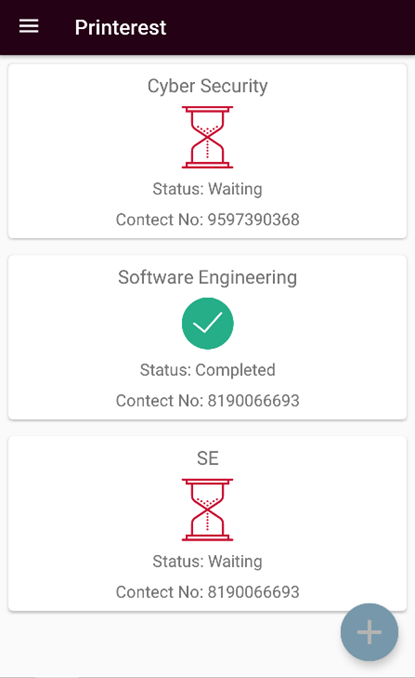 Printerest
Cyber Security
Status: Waiting
Contect No: 9597390368
Software Engineering
Status: Completed
Contect No: 8190066693
SE
Status: Waiting
Contect No: 8190066693